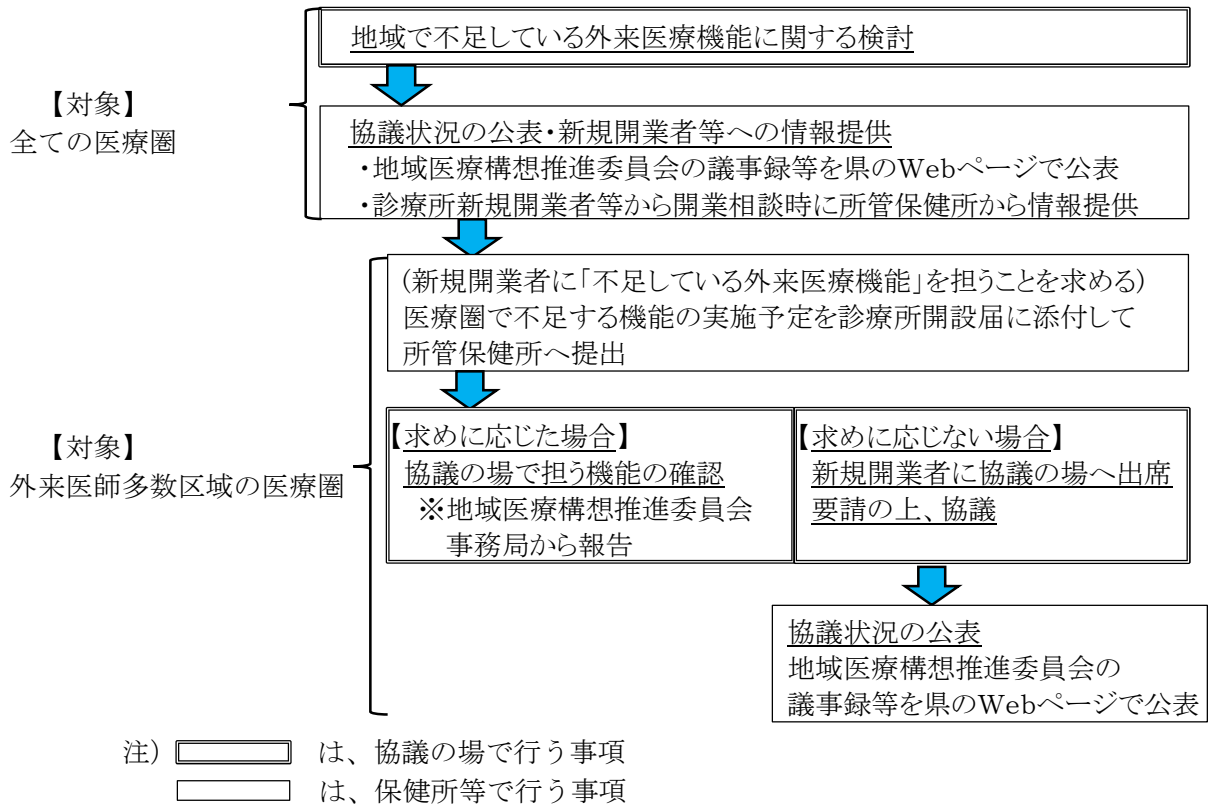 地域で不足している外来医療機能に関する検討
【対象】
全ての医療圏
協議状況の公表・新規開業者等への情報提供
・地域医療構想推進委員会の議事録等を県のWebページで公表
・診療所新規開業者等から開業相談時に所管保健所から情報提供
(新規開業者に「不足している外来医療機能」を担うことを求める)
医療圏で不足する機能の実施予定を診療所開設届に添付して
所管保健所へ提出
【対象】
外来医師多数区域の医療圏
【求めに応じた場合】
協議の場で担う機能の確認
※地域医療構想推進委員会
事務局から報告
【求めに応じない場合】
新規開業者に協議の場へ出席
要請の上、協議
協議状況の公表
地域医療構想推進委員会の
議事録等を県のWebページで公表
注) は、協議の場で行う事項
は、保健所等で行う事項